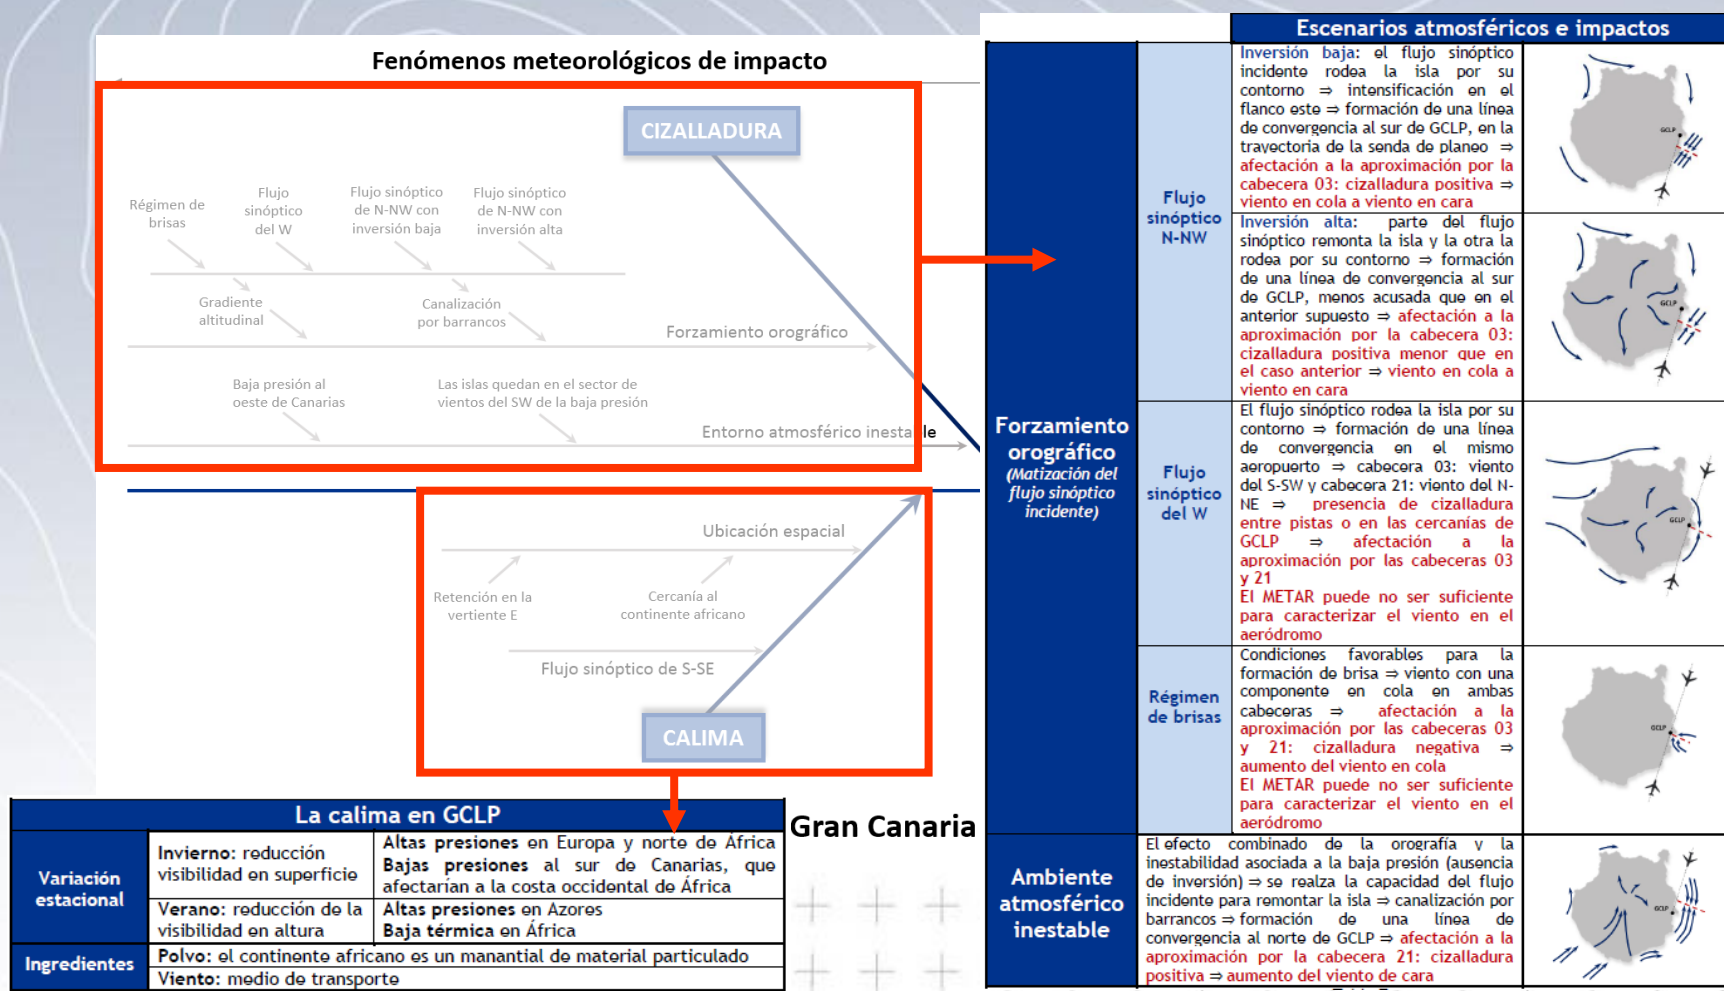 Fenómenos meteorológicos de impacto
CIZALLADURA
Régimen de
brisas
Flujo
sinóptico
del W
Flujo sinóptico
de N-NW con
inversión baja
Flujo sinóptico
de N-NW con
inversión alta
Gradiente
altitudinal
Canalización
por barrancos
Forzamiento orográfico
Baja presión al
oeste de Canarias
Las islas quedan en el sector de
vientos del SW de la baja presión
Entorno atmosférico inestable
Ubicación espacial
Retención en la
vertiente E
Cercanía al
continente africano
Flujo sinóptico de S-SE
CALIMA
La calima en GCLP
Variación
estacional
Invierno: reducción
visibilidad en superficie
Altas presiones en Europa y norte de África
Bajas presiones al sur de Canarias, que
afectarían a la costa occidental de África
Verano: reducción de la
visibilidad en altura
Altas presiones en Azores
Baja térmica en África
Ingredientes
Polvo: el continente africano es un manantial de material particulado
Viento: medio de transporte
Gran Canaria
Escenarios atmosféricos e impactos
Forzamiento
orográfico
(Matización del
flujo sinóptico
incidente)
Flujo
sinóptico
N-NW
Inversión baja: el flujo sinóptico
incidente rodea la isla por su
contorno ⇒ intensificación en el
flanco este ⇒ formación de una línea
de convergencia al sur de GCLP, en la
trayectoria de la senda de planeo ⇒
afectación a la aproximación por la
cabecera 03: cizalladura positiva ⇒
viento en cola a viento en cara
GCLP
Inversión alta: parte del flujo
sinóptico remonta la isla y la otra la
rodea por su contorno ⇒ formación
de una línea de convergencia al sur
de GCLP, menos acusada que en el
anterior supuesto ⇒ afectación a la
aproximación por la cabecera 03:
cizalladura positiva menor que en
el caso anterior ⇒ viento en cola a
viento en cara
GCLP
Flujo
sinóptico
del W
El flujo sinóptico rodea la isla por su
contorno ⇒ formación de una línea
de convergencia en el mismo
aeropuerto ⇒ cabecera 03: viento
del S-SW y cabecera 21: viento del N-
NE ⇒ presencia de cizalladura
entre pistas o en las cercanías de
GCLP ⇒ afectación a la
aproximación por las cabeceras 03
y 21
El METAR puede no ser suficiente
para caracterizar el viento en el
aeródromo
GCLP
Régimen
de brisas
Condiciones favorables para la
formación de brisa ⇒ viento con una
componente en cola en ambas
cabeceras ⇒ afectación a la
aproximación por las cabeceras 03
y 21: cizalladura negativa ⇒
aumento del viento en cola
El METAR puede no ser suficiente
para caracterizar el viento en el
aeródromo
GCLP
Ambiente
atmosférico
inestable
El efecto combinado de la orografía y la
inestabilidad asociada a la baja presión (ausencia
de inversión) ⇒ se realza la capacidad del flujo
incidente para remontar la isla ⇒ canalización por
barrancos ⇒ formación de una línea de
convergencia al norte de GCLP ⇒ afectación a la
aproximación por la cabecera 21: cizalladura
positiva ⇒ aumento del viento de cara
GCLP